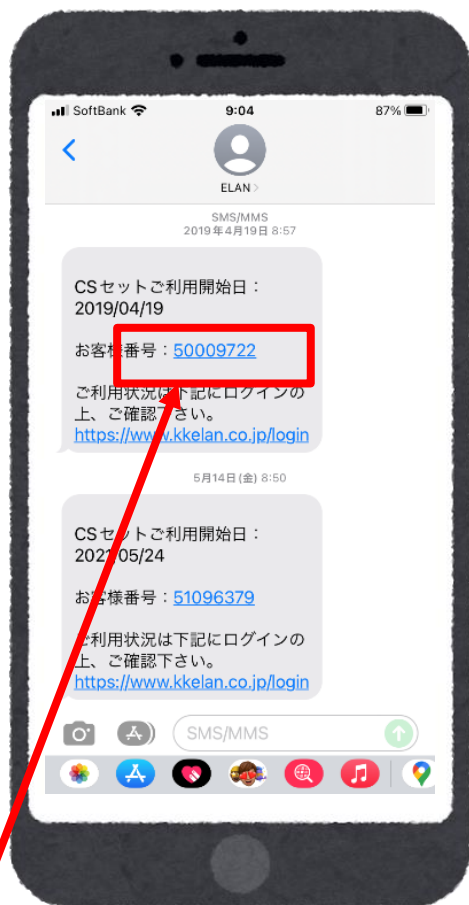 SoftBank 9:04 87%
ELAN
SMS/MMS
2019年4月19日 8:57
CSセットご利用開始日：
2019/04/19
お客様番号：50009722
ご利用状況は下記にログインの
上、ご確認下さい。
https://www.kkelan.co.jp/login
5月14日(金) 8:50
CSセットご利用開始日：
2021/05/24
お客様番号：51096379
ご利用状況は下記にログインの
上、ご確認下さい。
https://www.kkelan.co.jp/login
SMS/MMS